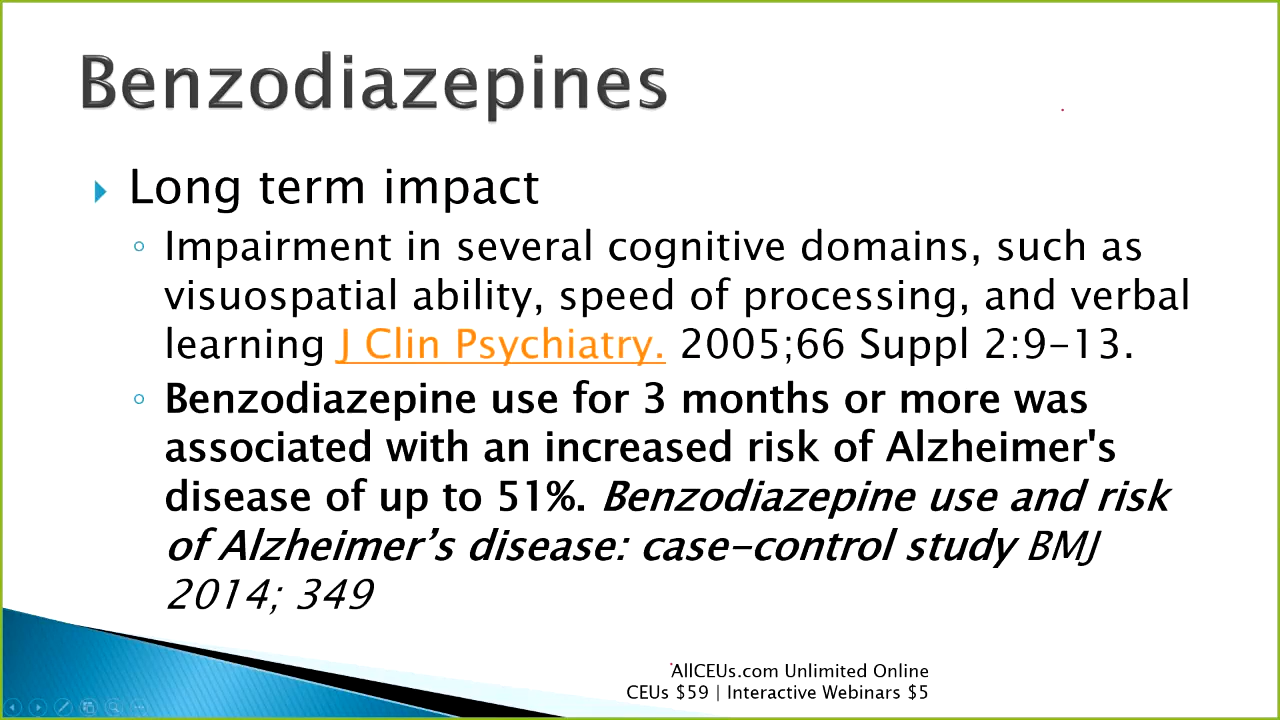 Benzodiazepines
Long term impact
Impairment in several cognitive domains, such as
visuospatial ability, speed of processing, and verbal
learning J Clin Psychiatry. 2005;66 Suppl 2:9-13.
Benzodiazepine use for 3 months or more was
associated with an increased risk of Alzheimer's
disease of up to 51%. Benzodiazepine use and risk
of Alzheimer’s disease: case-control study BMJ
2014; 349
AllCEUs.com Unlimited Online
CEUs $59 | Interactive Webinars $5